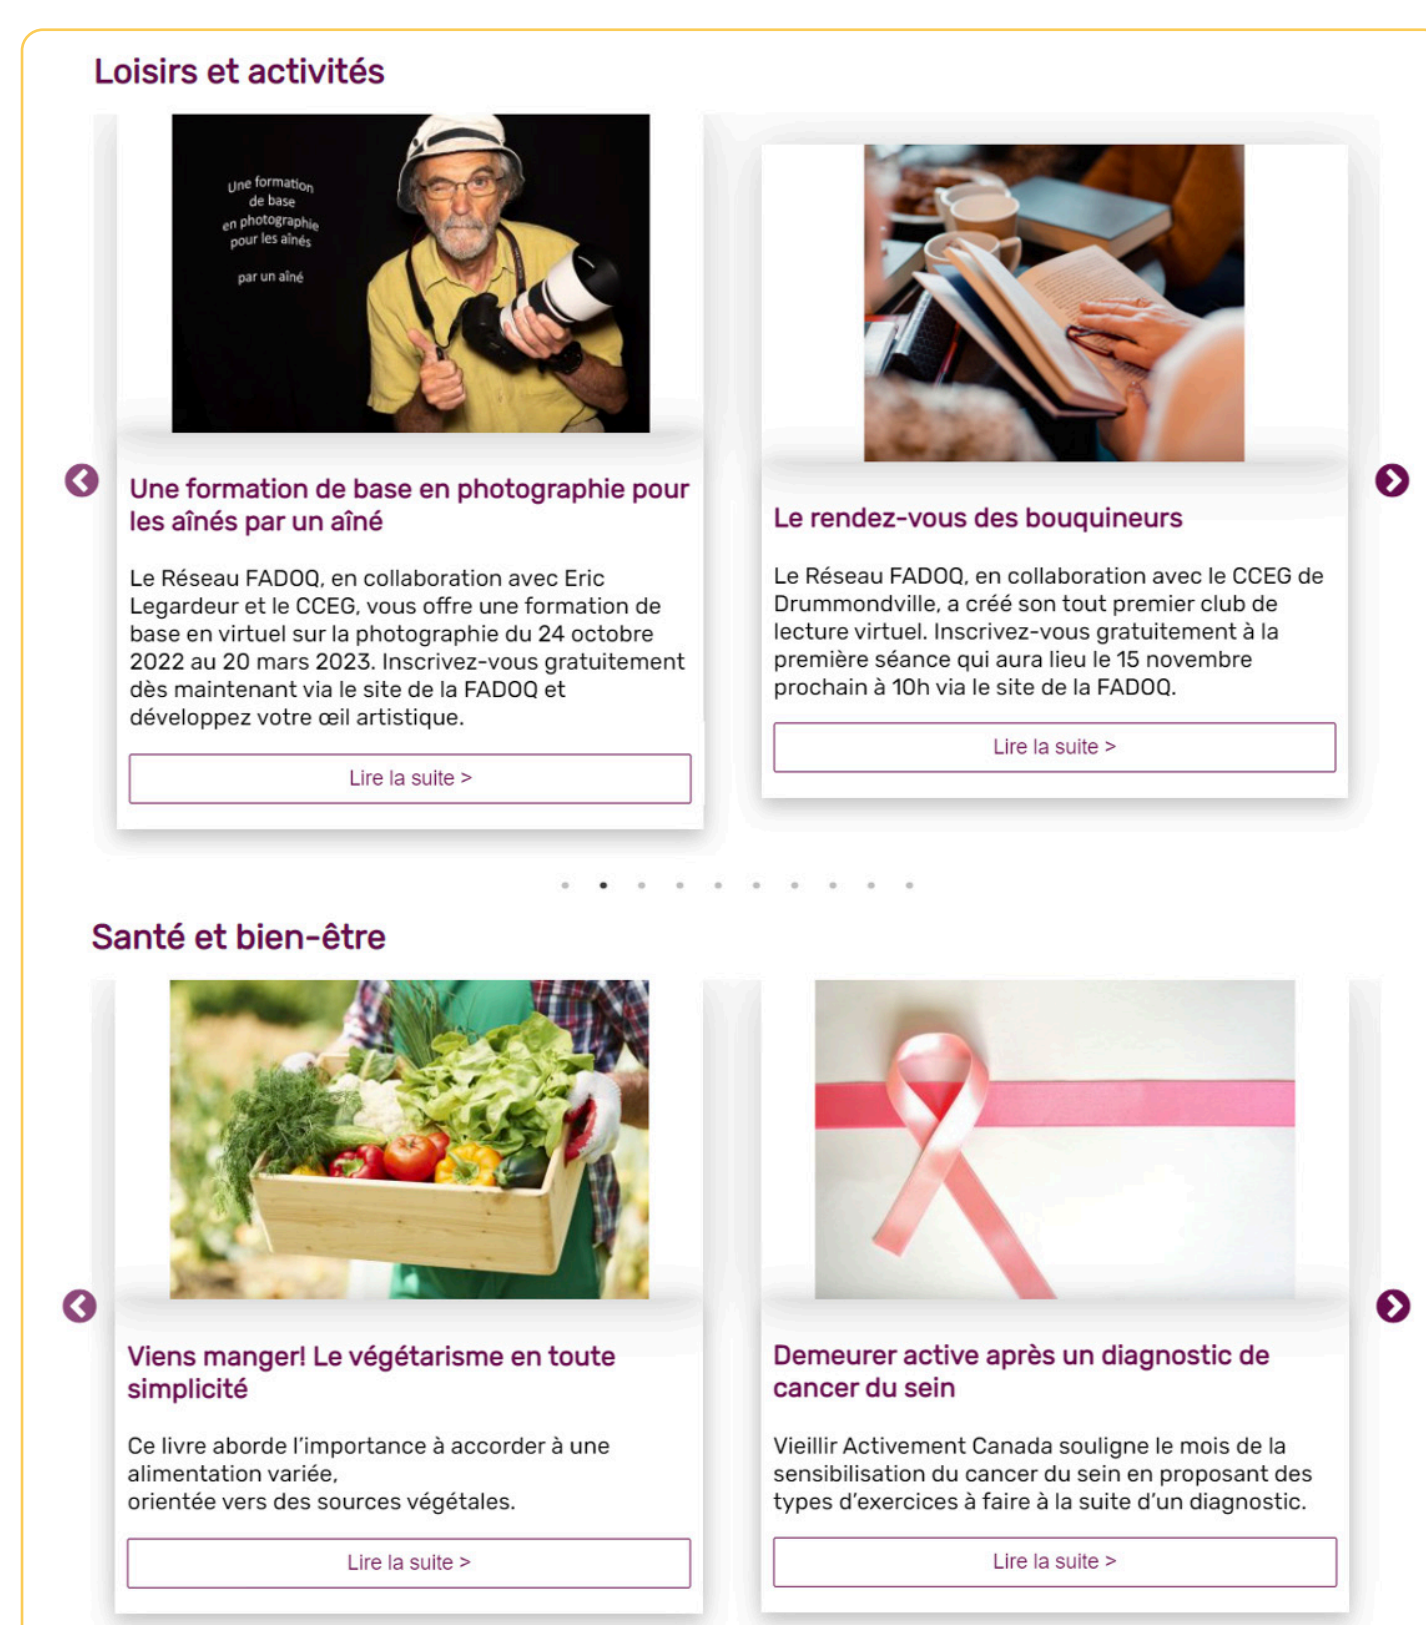 Loisirs et activités
Une formation
de base
en photographie
pour les aînés
par un aîné
Une formation de base en photographie pour
les aînés par un aîné
Le Réseau FADOQ, en collaboration avec Eric
Legardeur et le CCEG, vous offre une formation de
base en virtuel sur la photographie du 24 octobre
2022 au 20 mars 2023. Inscrivez-vous gratuitement
dès maintenant via le site de la FADOQ et
développez votre œil artistique.
Lire la suite >
Le rendez-vous des bouquineurs
Le Réseau FADOQ, en collaboration avec le CCEG de
Drummondville, a créé son tout premier club de
lecture virtuel. Inscrivez-vous gratuitement à la
première séance qui aura lieu le 15 novembre
prochain à 10h via le site de la FADOQ.
Lire la suite >
Santé et bien-être
Viens manger! Le végétarisme en toute
simplicité
Ce livre aborde l'importance à accorder à une
alimentation variée,
orientée vers des sources végétales.
Lire la suite >
Demeurer active après un diagnostic de
cancer du sein
Vieillir Activement Canada souligne le mois de la
sensibilisation du cancer du sein en proposant des
types d'exercices à faire à la suite d'un diagnostic.
Lire la suite >